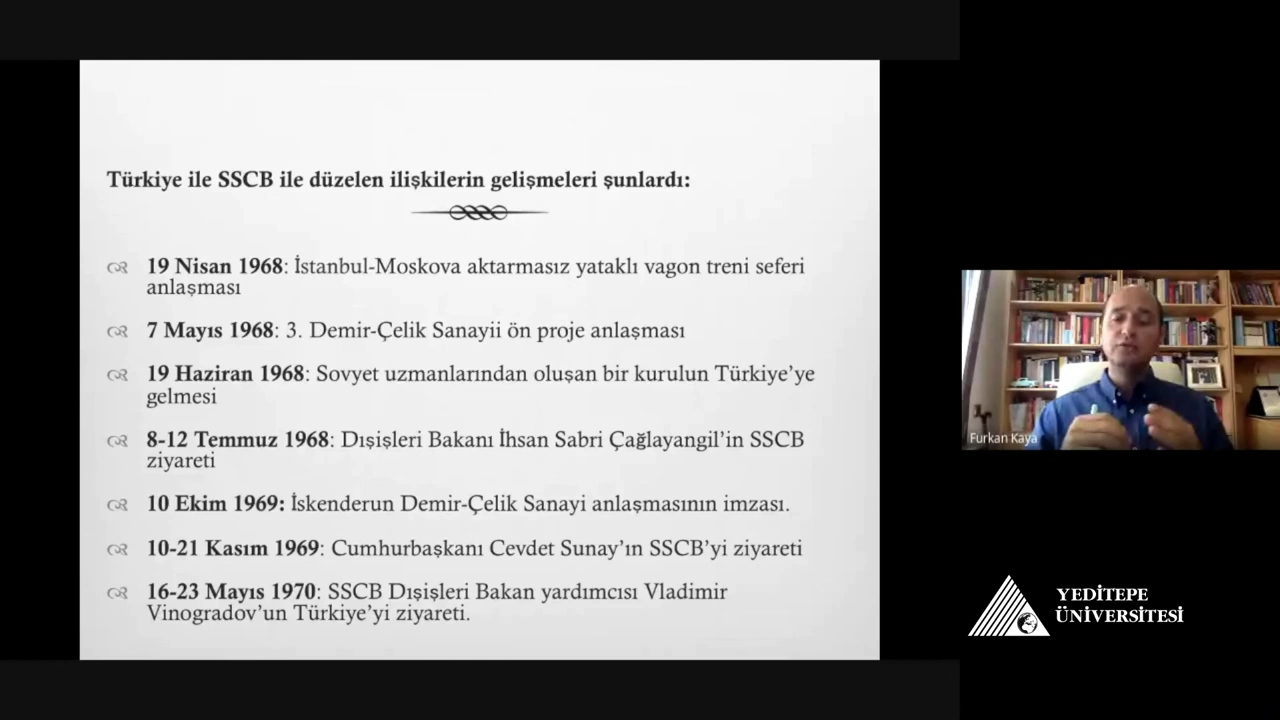 Türkiye ile SSCB ile düzelen ilişkilerin gelişmeleri şunlardı:
19 Nisan 1968: İstanbul-Moskova aktarmasız yataklı vagon treni seferi
anlaşması
7 Mayıs 1968: 3. Demir-Çelik Sanayii ön proje anlaşması
19 Haziran 1968: Sovyet uzmanlarından oluşan bir kurulun Türkiye’ye
gelmesi
8-12 Temmuz 1968: Dışişleri Bakanı İhsan Sabri Çağlayangil’in SSCB
ziyareti
10 Ekim 1969: İskenderun Demir-Çelik Sanayi anlaşmasının imzası.
10-21 Kasım 1969: Cumhurbaşkanı Cevdet Sunay’ın SSCB’yi ziyareti
16-23 Mayıs 1970: SSCB Dışişleri Bakan yardımcısı Vladimir
Vinogradov’un Türkiye’yi ziyareti.
Furkan Kaya
YEDİTEPE
ÜNİVERSİTESİ